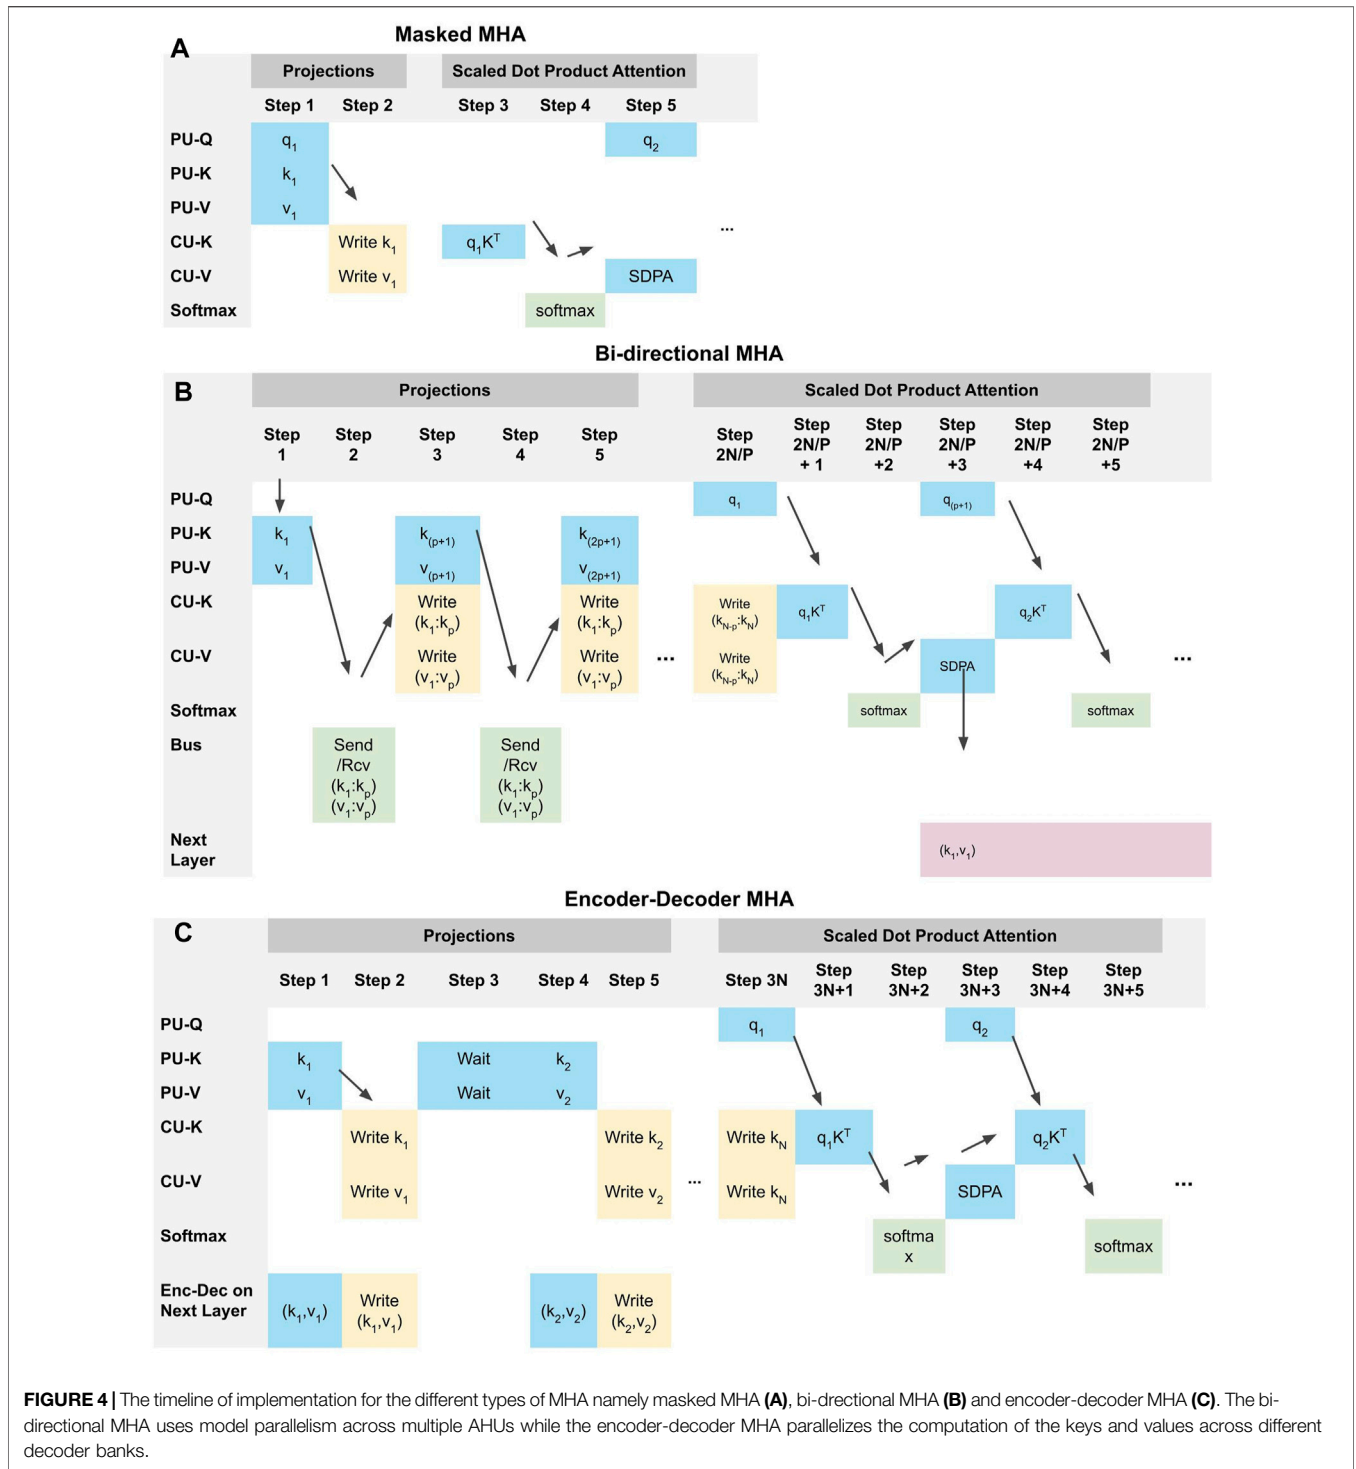 Masked MHA
A
Projections Scaled Dot Product Attention
Step 1 Step 2 Step 3 Step 4 Step 5
PU-Q q1 q2
PU-K k1
PU-V v1
...
CU-K Write k1 q1K^T
CU-V Write v1 SDPA
Softmax softmax
Bi-directional MHA
B
Projections Scaled Dot Product Attention
Step 1 Step 2 Step 3 Step 4 Step 5 Step 2N/P Step 2N/P + 1 Step 2N/P +2 Step 2N/P +3 Step 2N/P +4 Step 2N/P +5
PU-Q q1 q(p+1)
PU-K k1 k(p+1) k(2p+1)
PU-V v1 v(p+1) v(2p+1)
CU-K Write (k1:kp) Write (k1:kp) Write (kN-p:kN) q1K^T q2K^T
CU-V Write (v1:vp) Write (v1:vp) ... Write (kN-p:kN) SDPA ...
Softmax softmax softmax
Bus Send /Rcv (k1:kp) (v1:vp) Send /Rcv (k1:kp) (v1:vp)
Next Layer (k1,v1)
Encoder-Decoder MHA
C
Projections Scaled Dot Product Attention
Step 1 Step 2 Step 3 Step 4 Step 5 Step 3N Step 3N+1 Step 3N+2 Step 3N+3 Step 3N+4 Step 3N+5
PU-Q q1 q2
PU-K k1 Wait k2
PU-V v1 Wait v2
CU-K Write k1 Write k2 Write kN q1K^T q2K^T
CU-V Write v1 Write v2 ... Write kN SDPA ...
Softmax softma x softmax
Enc-Dec on Next Layer (k1,v1) Write (k1,v1) (k2,v2) Write (k2,v2)
FIGURE 4 | The timeline of implementation for the different types of MHA namely masked MHA (A), bi-drectional MHA (B) and encoder-decoder MHA (C). The bi-
directional MHA uses model parallelism across multiple AHUs while the encoder-decoder MHA parallelizes the computation of the keys and values across different
decoder banks.